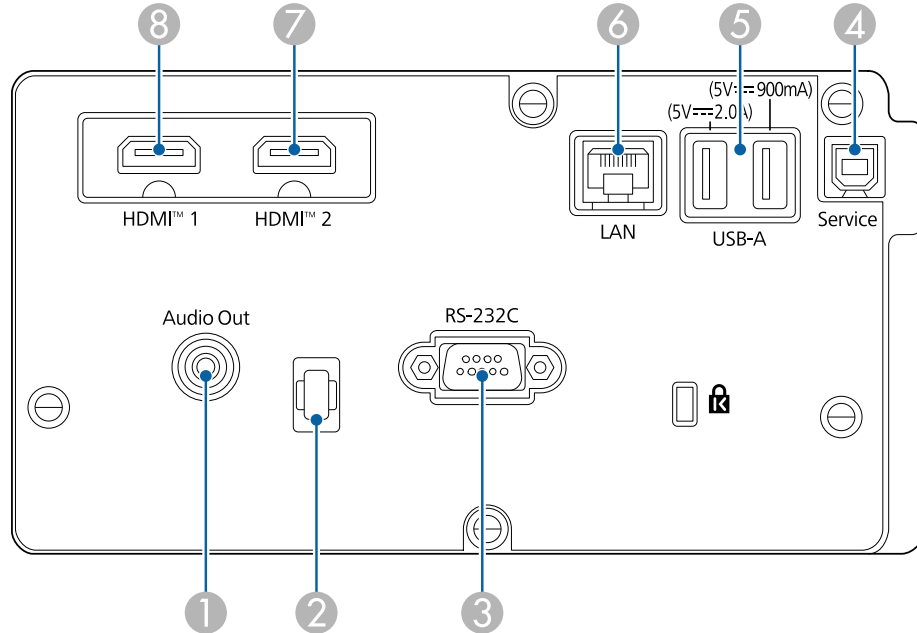 8 7 6 5 4
(5V⎓900mA)
(5V⎓2.0A)
HDMI™ 1 HDMI™ 2 LAN USB-A Service
Audio Out RS-232C
K
1 2 3